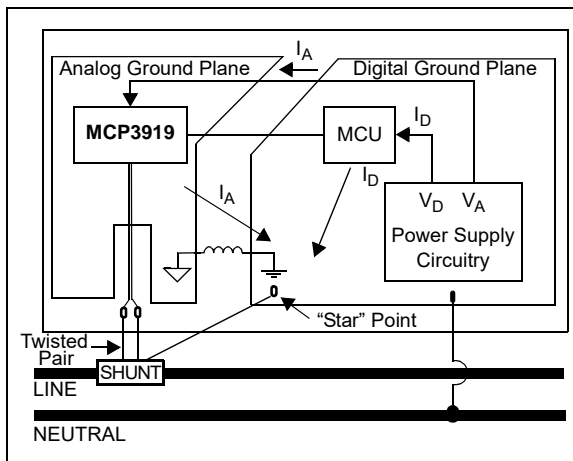 I_A
Analog Ground Plane
Digital Ground Plane
MCP3919
MCU
I_D
I_A
I_D
V_D V_A
Power Supply
Circuitry
“Star” Point
Twisted
Pair
SHUNT
LINE
NEUTRAL